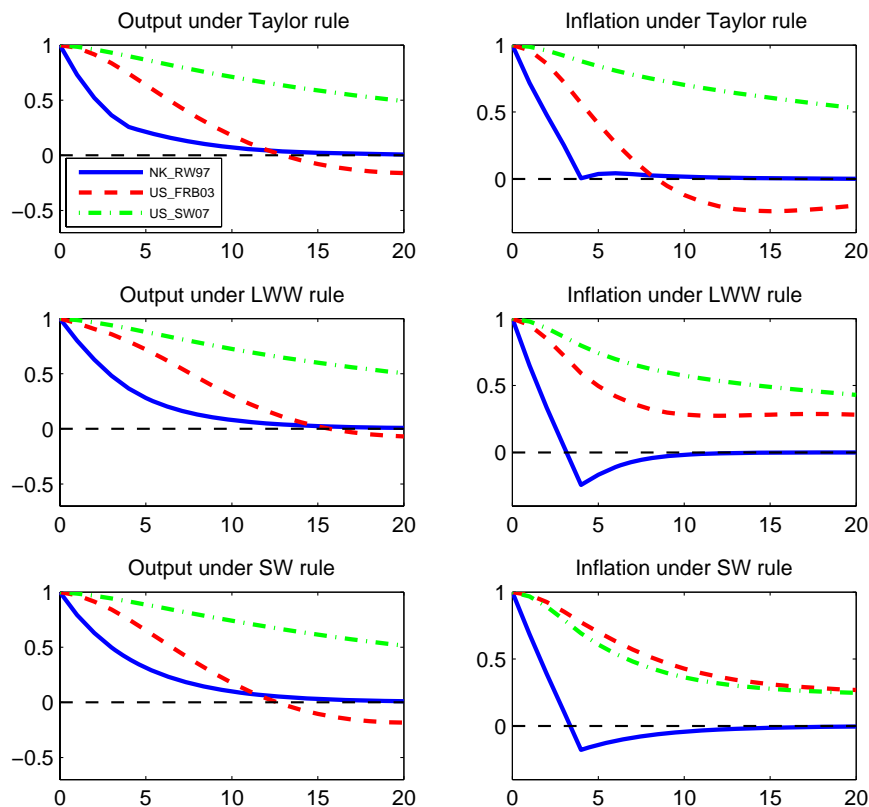 Output under Taylor rule
1
0.5
0
−0.5
NK_RW97
US_FRB03
US_SW07
0 5 10 15 20
Inflation under Taylor rule
1
0.5
0
0 5 10 15 20
Output under LWW rule
1
0.5
0
−0.5
0 5 10 15 20
Inflation under LWW rule
1
0.5
0
0 5 10 15 20
Output under SW rule
1
0.5
0
−0.5
0 5 10 15 20
Inflation under SW rule
1
0.5
0
0 5 10 15 20